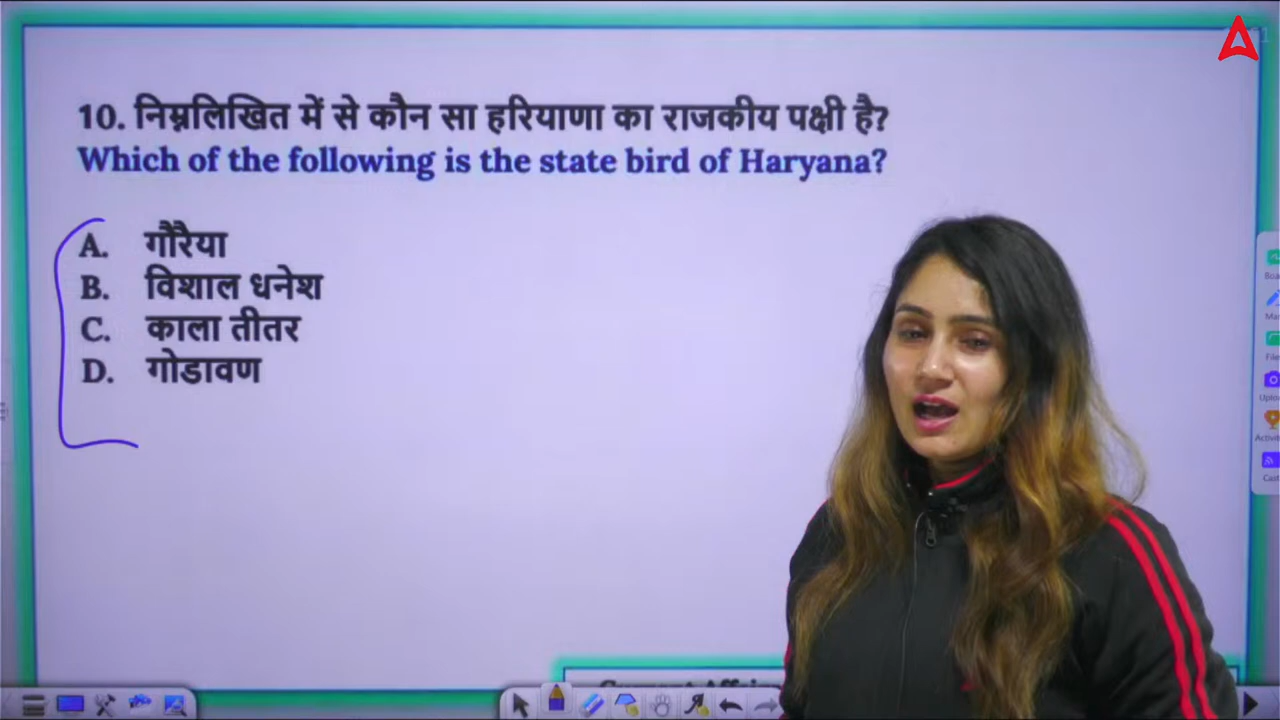 10. निम्नलिखित में से कौन सा हरियाणा का राजकीय पक्षी है?
Which of the following is the state bird of Haryana?
A. गौरैया
B. विशाल धनेश
C. काला तीतर
D. गोडावण